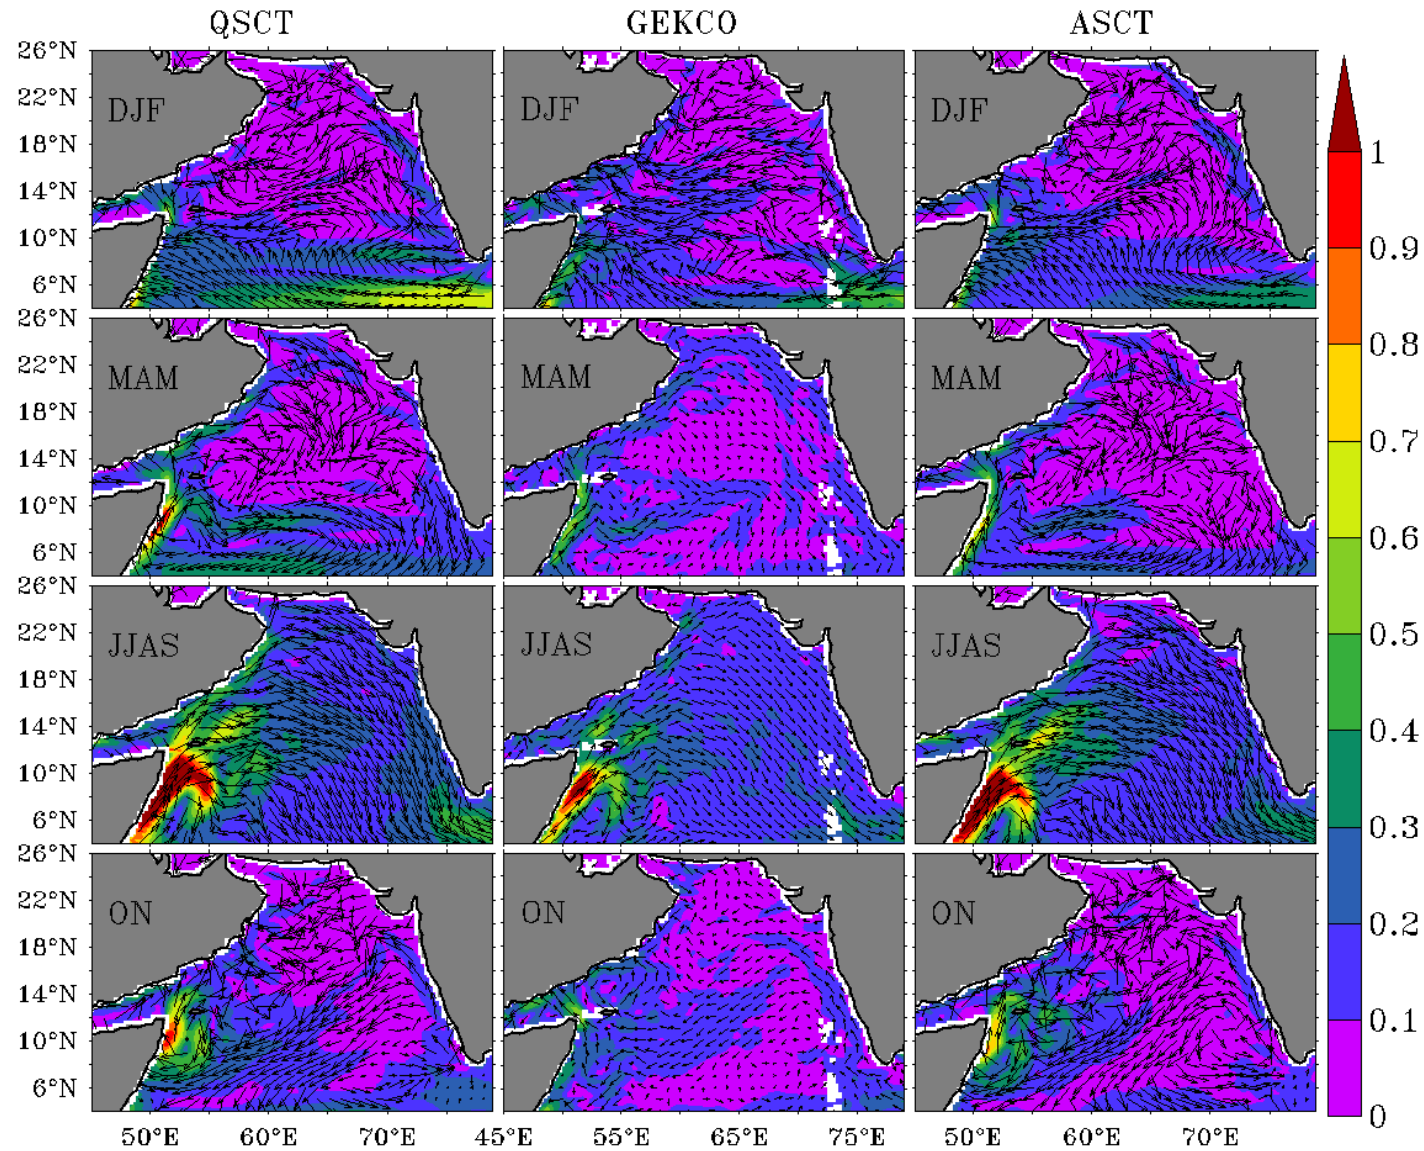 QSCT GEKCO ASCT
26°N
22°N
18°N
14°N
10°N
6°N
DJF DJF DJF
26°N
22°N
18°N
14°N
10°N
6°N
MAM MAM MAM
26°N
22°N
18°N
14°N
10°N
6°N
JJAS JJAS JJAS
26°N
22°N
18°N
14°N
10°N
6°N
ON ON ON
50°E 60°E 70°E 45°E 55°E 65°E 75°E 50°E 60°E 70°E
1
0.9
0.8
0.7
0.6
0.5
0.4
0.3
0.2
0.1
0